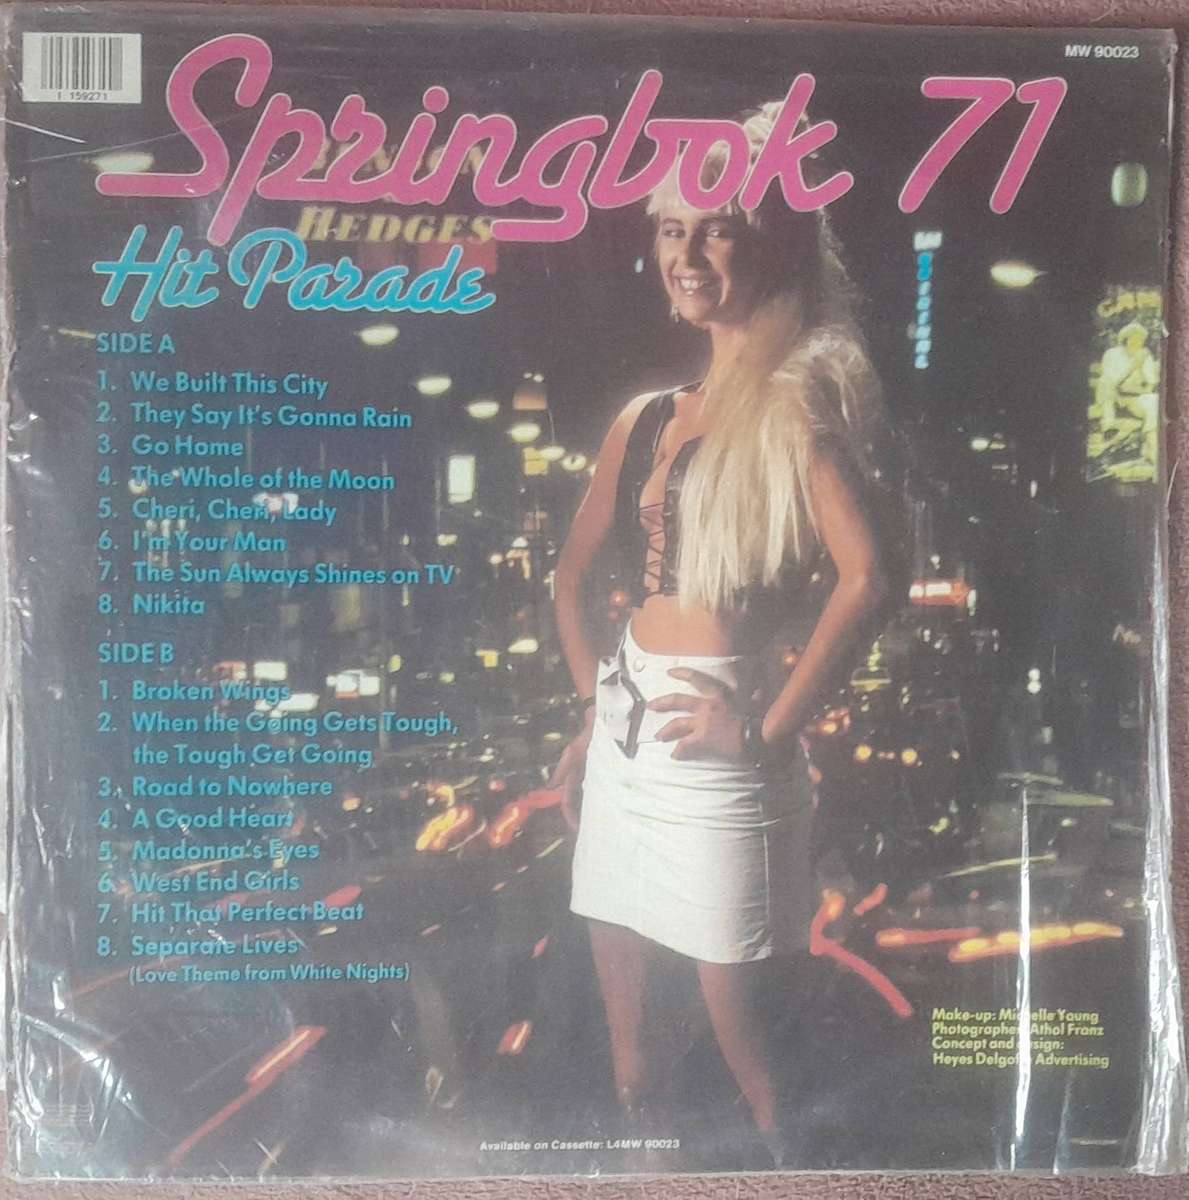 1 159271
MW 90023
Springbok 71
HEDGES
Hit Parade
SIDE A
1. We Built This City
2. They Say It's Gonna Rain
3. Go Home
4. The Whole of the Moon
5. Cheri, Cheri, Lady
6. I'm Your Man
7. The Sun Always Shines on TV
8. Nikita
SIDE B
1. Broken Wings
2. When the Going Gets Tough,
the Tough Get Going
3. Road to Nowhere
4. A Good Heart
5. Madonna's Eyes
6. West End Girls
7. Hit That Perfect Beat
8. Separate Lives
(Love Theme from White Nights)
Make-up: Michelle Young
Photographer: Athol Franz
Concept and design:
Heyes Advertising
Available on Cassette: L4MW 90023